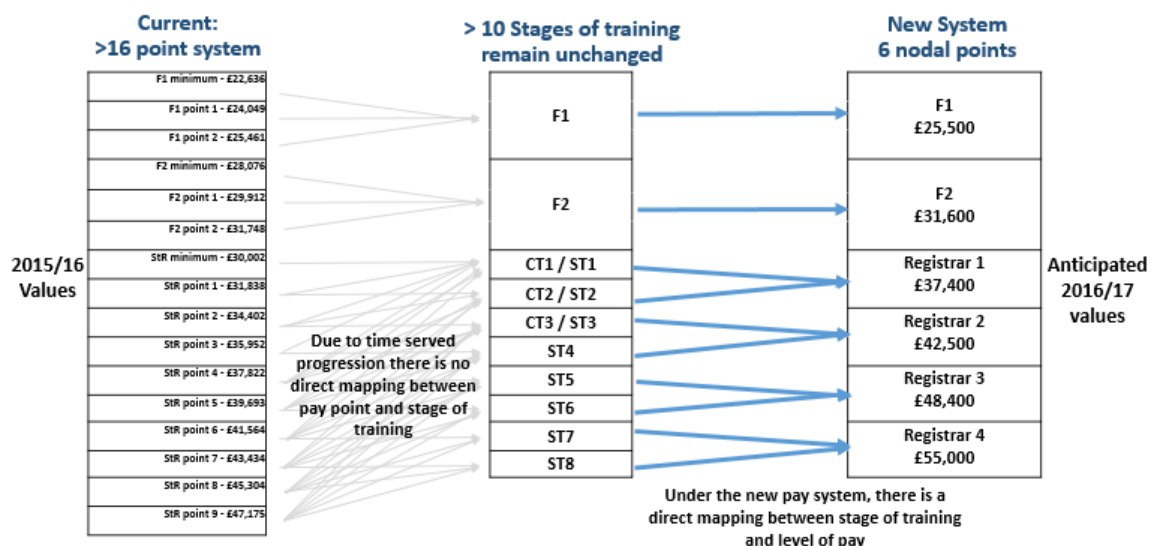 Current:
>16 point system
> 10 Stages of training
remain unchanged
New System
6 nodal points
F1 minimum - £22,636
F1 point 1 - £24,049
F1 point 2 - £25,461
F2 minimum - £28,076
F2 point 1 - £29,912
F2 point 2 - £31,748
StR minimum - £30,002
StR point 1 - £31,838
StR point 2 - £34,402
StR point 3 - £35,952
StR point 4 - £37,822
StR point 5 - £39,693
StR point 6 - £41,564
StR point 7 - £43,434
StR point 8 - £45,304
StR point 9 - £47,175
2015/16
Values
Due to time served
progression there is no
direct mapping between
pay point and stage of
training
F1
F2
CT1 / ST1
CT2 / ST2
CT3 / ST3
ST4
ST5
ST6
ST7
ST8
F1
£25,500
F2
£31,600
Registrar 1
£37,400
Registrar 2
£42,500
Registrar 3
£48,400
Registrar 4
£55,000
Anticipated
2016/17
values
Under the new pay system, there is a
direct mapping between stage of training
and level of pay